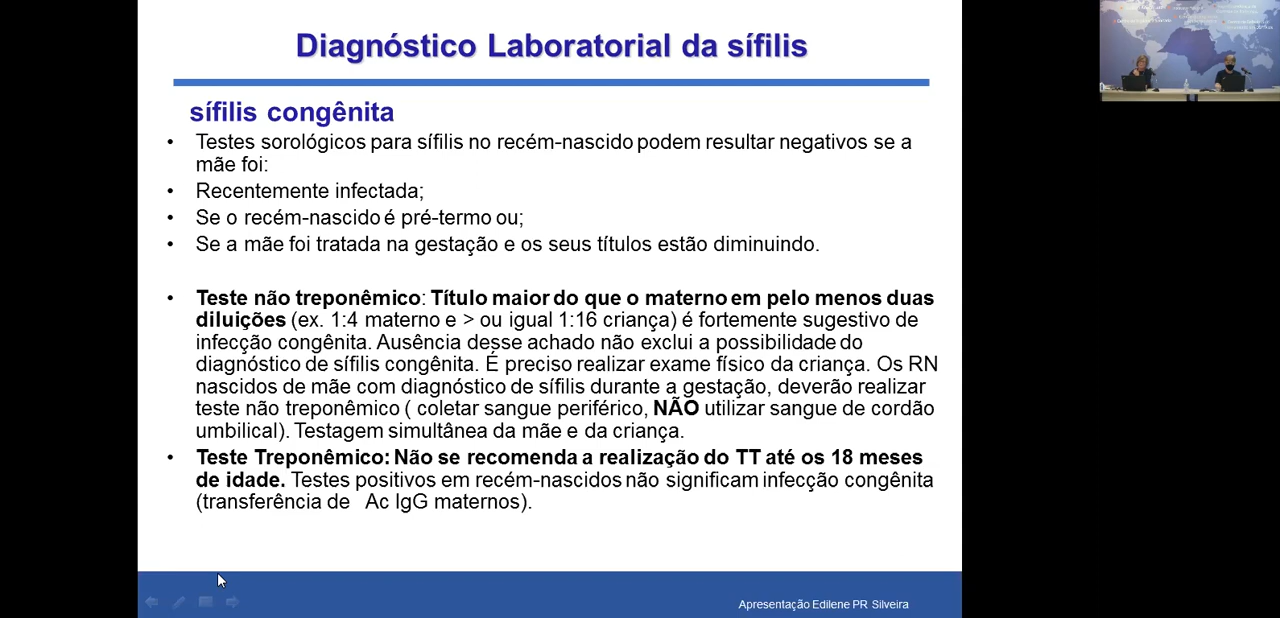 Diagnóstico Laboratorial da sífilis
sífilis congênita
• Testes sorológicos para sífilis no recém-nascido podem resultar negativos se a
mãe foi:
• Recentemente infectada;
• Se o recém-nascido é pré-termo ou;
• Se a mãe foi tratada na gestação e os seus títulos estão diminuindo.
• Teste não treponêmico: Título maior do que o materno em pelo menos duas
diluições (ex. 1:4 materno e > ou igual 1:16 criança) é fortemente sugestivo de
infecção congênita. Ausência desse achado não exclui a possibilidade do
diagnóstico de sífilis congênita. É preciso realizar exame físico da criança. Os RN
nascidos de mãe com diagnóstico de sífilis durante a gestação, deverão realizar
teste não treponêmico ( coletar sangue periférico, NÃO utilizar sangue de cordão
umbilical). Testagem simultânea da mãe e da criança.
• Teste Treponêmico: Não se recomenda a realização do TT até os 18 meses
de idade. Testes positivos em recém-nascidos não significam infecção congênita
(transferência de Ac IgG maternos).
Apresentação Edilene PR Silveira